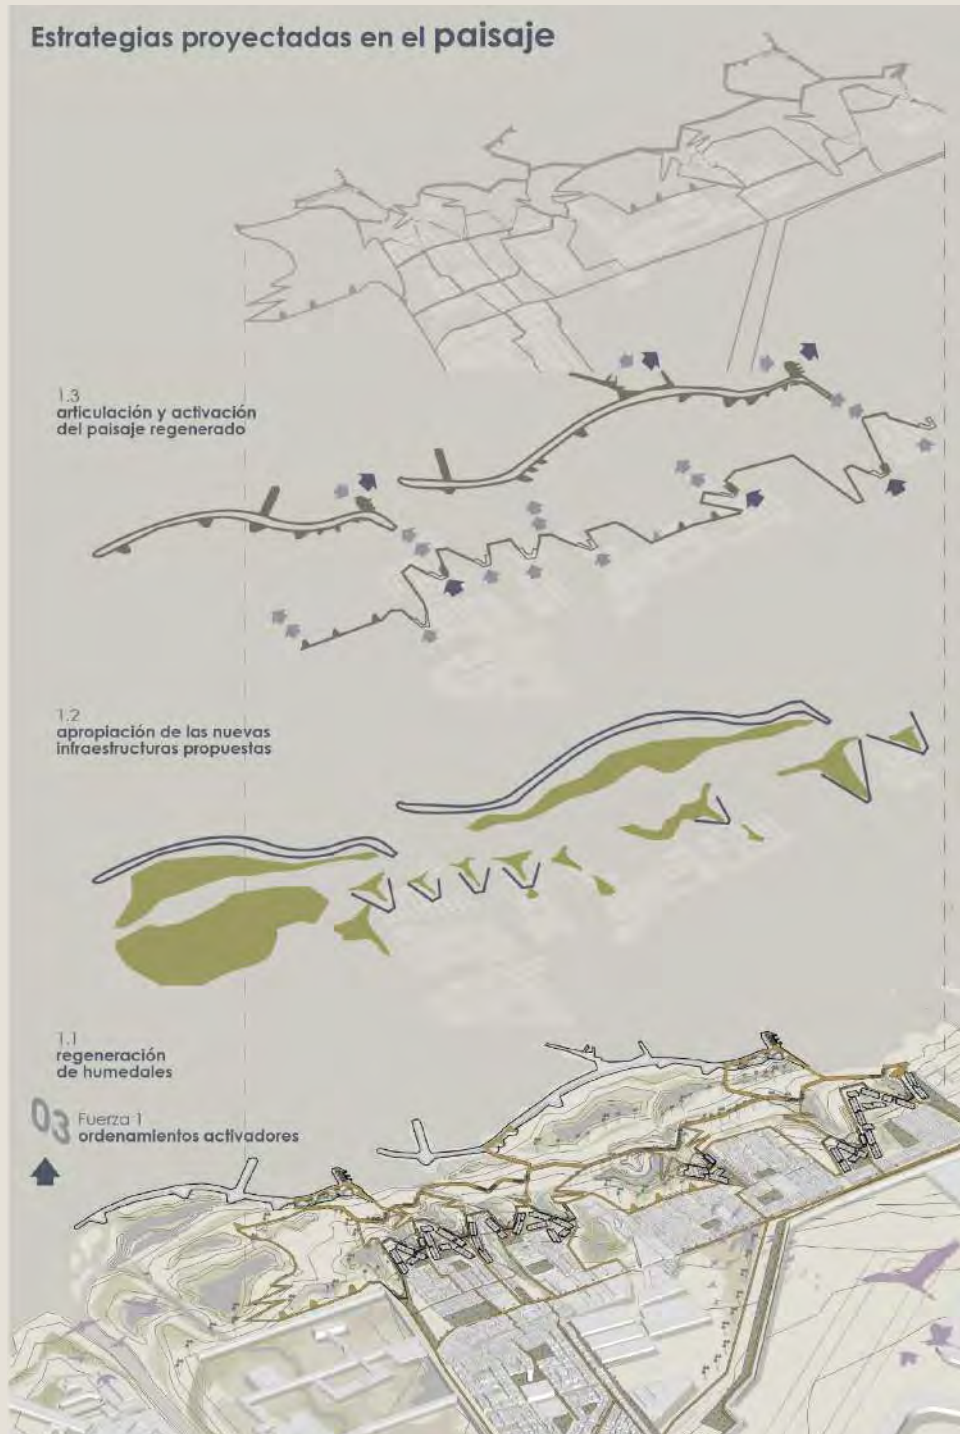 Estrategias proyectadas en el paisaje
1.3
articulación y activación
del paisaje regenerado
1.2
apropiación de las nuevas
infraestructuras propuestas
1.1
regeneración
de humedales
03 Fuerza 1
ordenamientos activadores